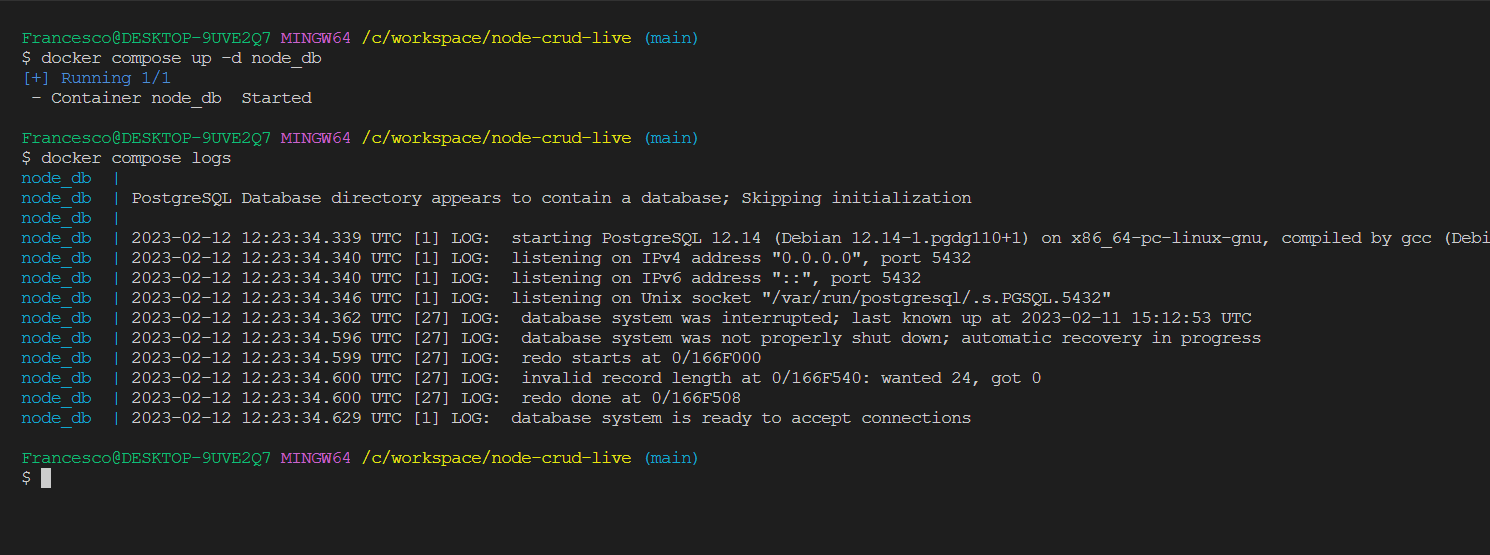 Francesco@DESKTOP-9UVE2Q7 MINGW64 /c/workspace/node-crud-live (main)
$ docker compose up -d node_db
[+] Running 1/1
 - Container node_db  Started
Francesco@DESKTOP-9UVE2Q7 MINGW64 /c/workspace/node-crud-live (main)
$ docker compose logs
node_db  |
node_db  | PostgreSQL Database directory appears to contain a database; Skipping initialization
node_db  |
node_db  | 2023-02-12 12:23:34.339 UTC [1] LOG:  starting PostgreSQL 12.14 (Debian 12.14-1.pgdg110+1) on x86_64-pc-linux-gnu, compiled by gcc (Debi
node_db  | 2023-02-12 12:23:34.340 UTC [1] LOG:  listening on IPv4 address "0.0.0.0", port 5432
node_db  | 2023-02-12 12:23:34.340 UTC [1] LOG:  listening on IPv6 address "::", port 5432
node_db  | 2023-02-12 12:23:34.346 UTC [1] LOG:  listening on Unix socket "/var/run/postgresql/.s.PGSQL.5432"
node_db  | 2023-02-12 12:23:34.362 UTC [27] LOG:  database system was interrupted; last known up at 2023-02-11 15:12:53 UTC
node_db  | 2023-02-12 12:23:34.596 UTC [27] LOG:  database system was not properly shut down; automatic recovery in progress
node_db  | 2023-02-12 12:23:34.599 UTC [27] LOG:  redo starts at 0/166F000
node_db  | 2023-02-12 12:23:34.600 UTC [27] LOG:  invalid record length at 0/166F540: wanted 24, got 0
node_db  | 2023-02-12 12:23:34.600 UTC [27] LOG:  redo done at 0/166F508
node_db  | 2023-02-12 12:23:34.629 UTC [1] LOG:  database system is ready to accept connections
Francesco@DESKTOP-9UVE2Q7 MINGW64 /c/workspace/node-crud-live (main)
$